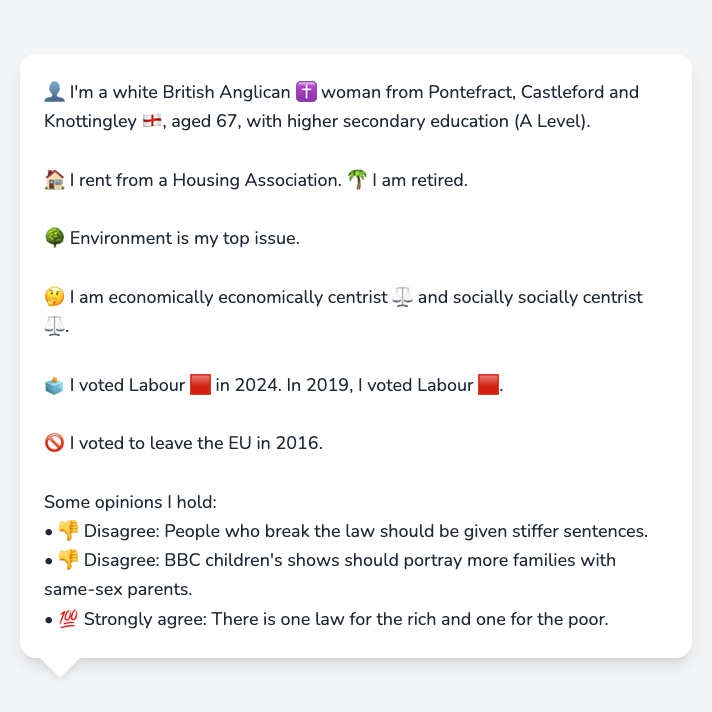 👤 I'm a white British Anglican ✝️ woman from Pontefract, Castleford and
Knottingley 🏴󠁧󠁢󠁥󠁮󠁧󠁿, aged 67, with higher secondary education (A Level).
🏠 I rent from a Housing Association. 🌴 I am retired.
🌳 Environment is my top issue.
🤔 I am economically economically centrist ⚖️ and socially socially centrist
⚖️.
🗳️ I voted Labour 🟥 in 2024. In 2019, I voted Labour 🟥.
🚫 I voted to leave the EU in 2016.
Some opinions I hold:
• 👎 Disagree: People who break the law should be given stiffer sentences.
• 👎 Disagree: BBC children's shows should portray more families with
same-sex parents.
• 💯 Strongly agree: There is one law for the rich and one for the poor.